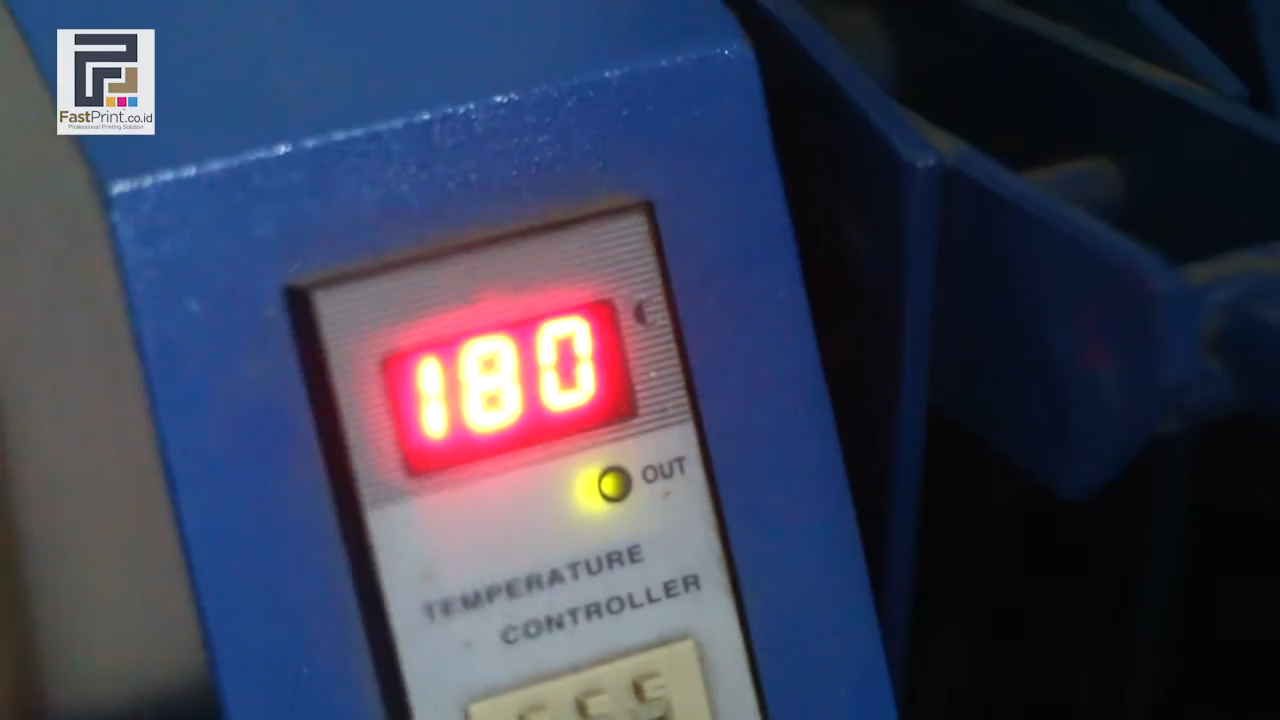 FastPrint.co.id
Professional Printing Solution
180
OUT
TEMPERATURE
CONTROLLER